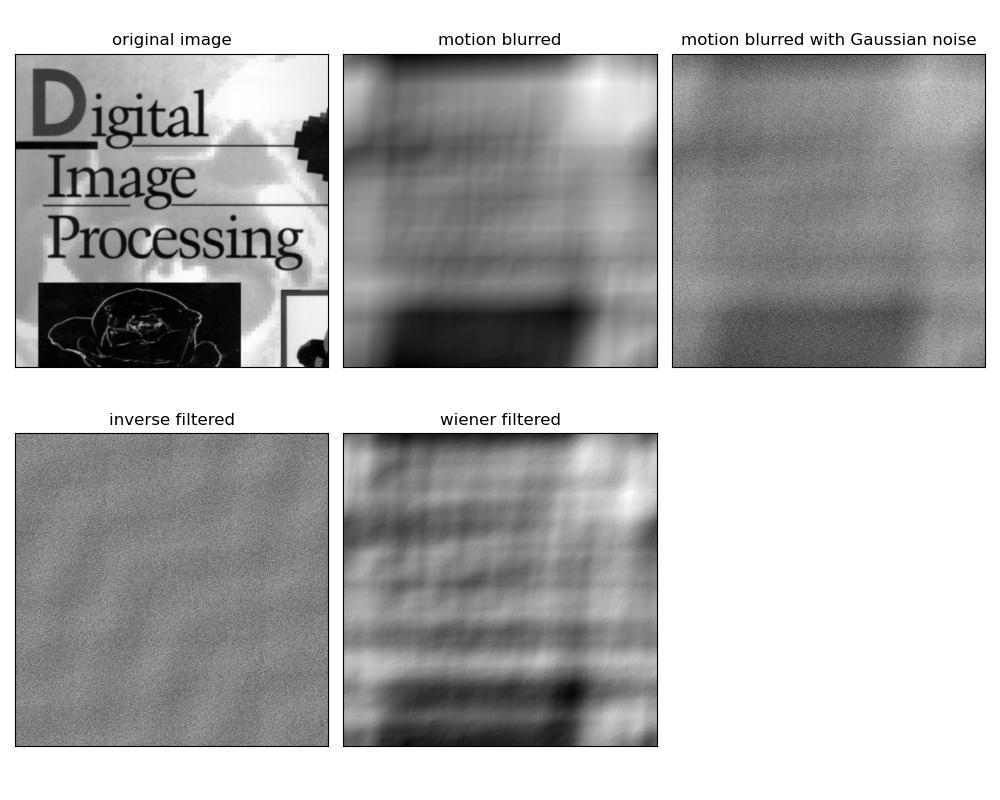 original image
motion blurred
motion blurred with Gaussian noise
Digital
Image
Processing
inverse filtered
wiener filtered